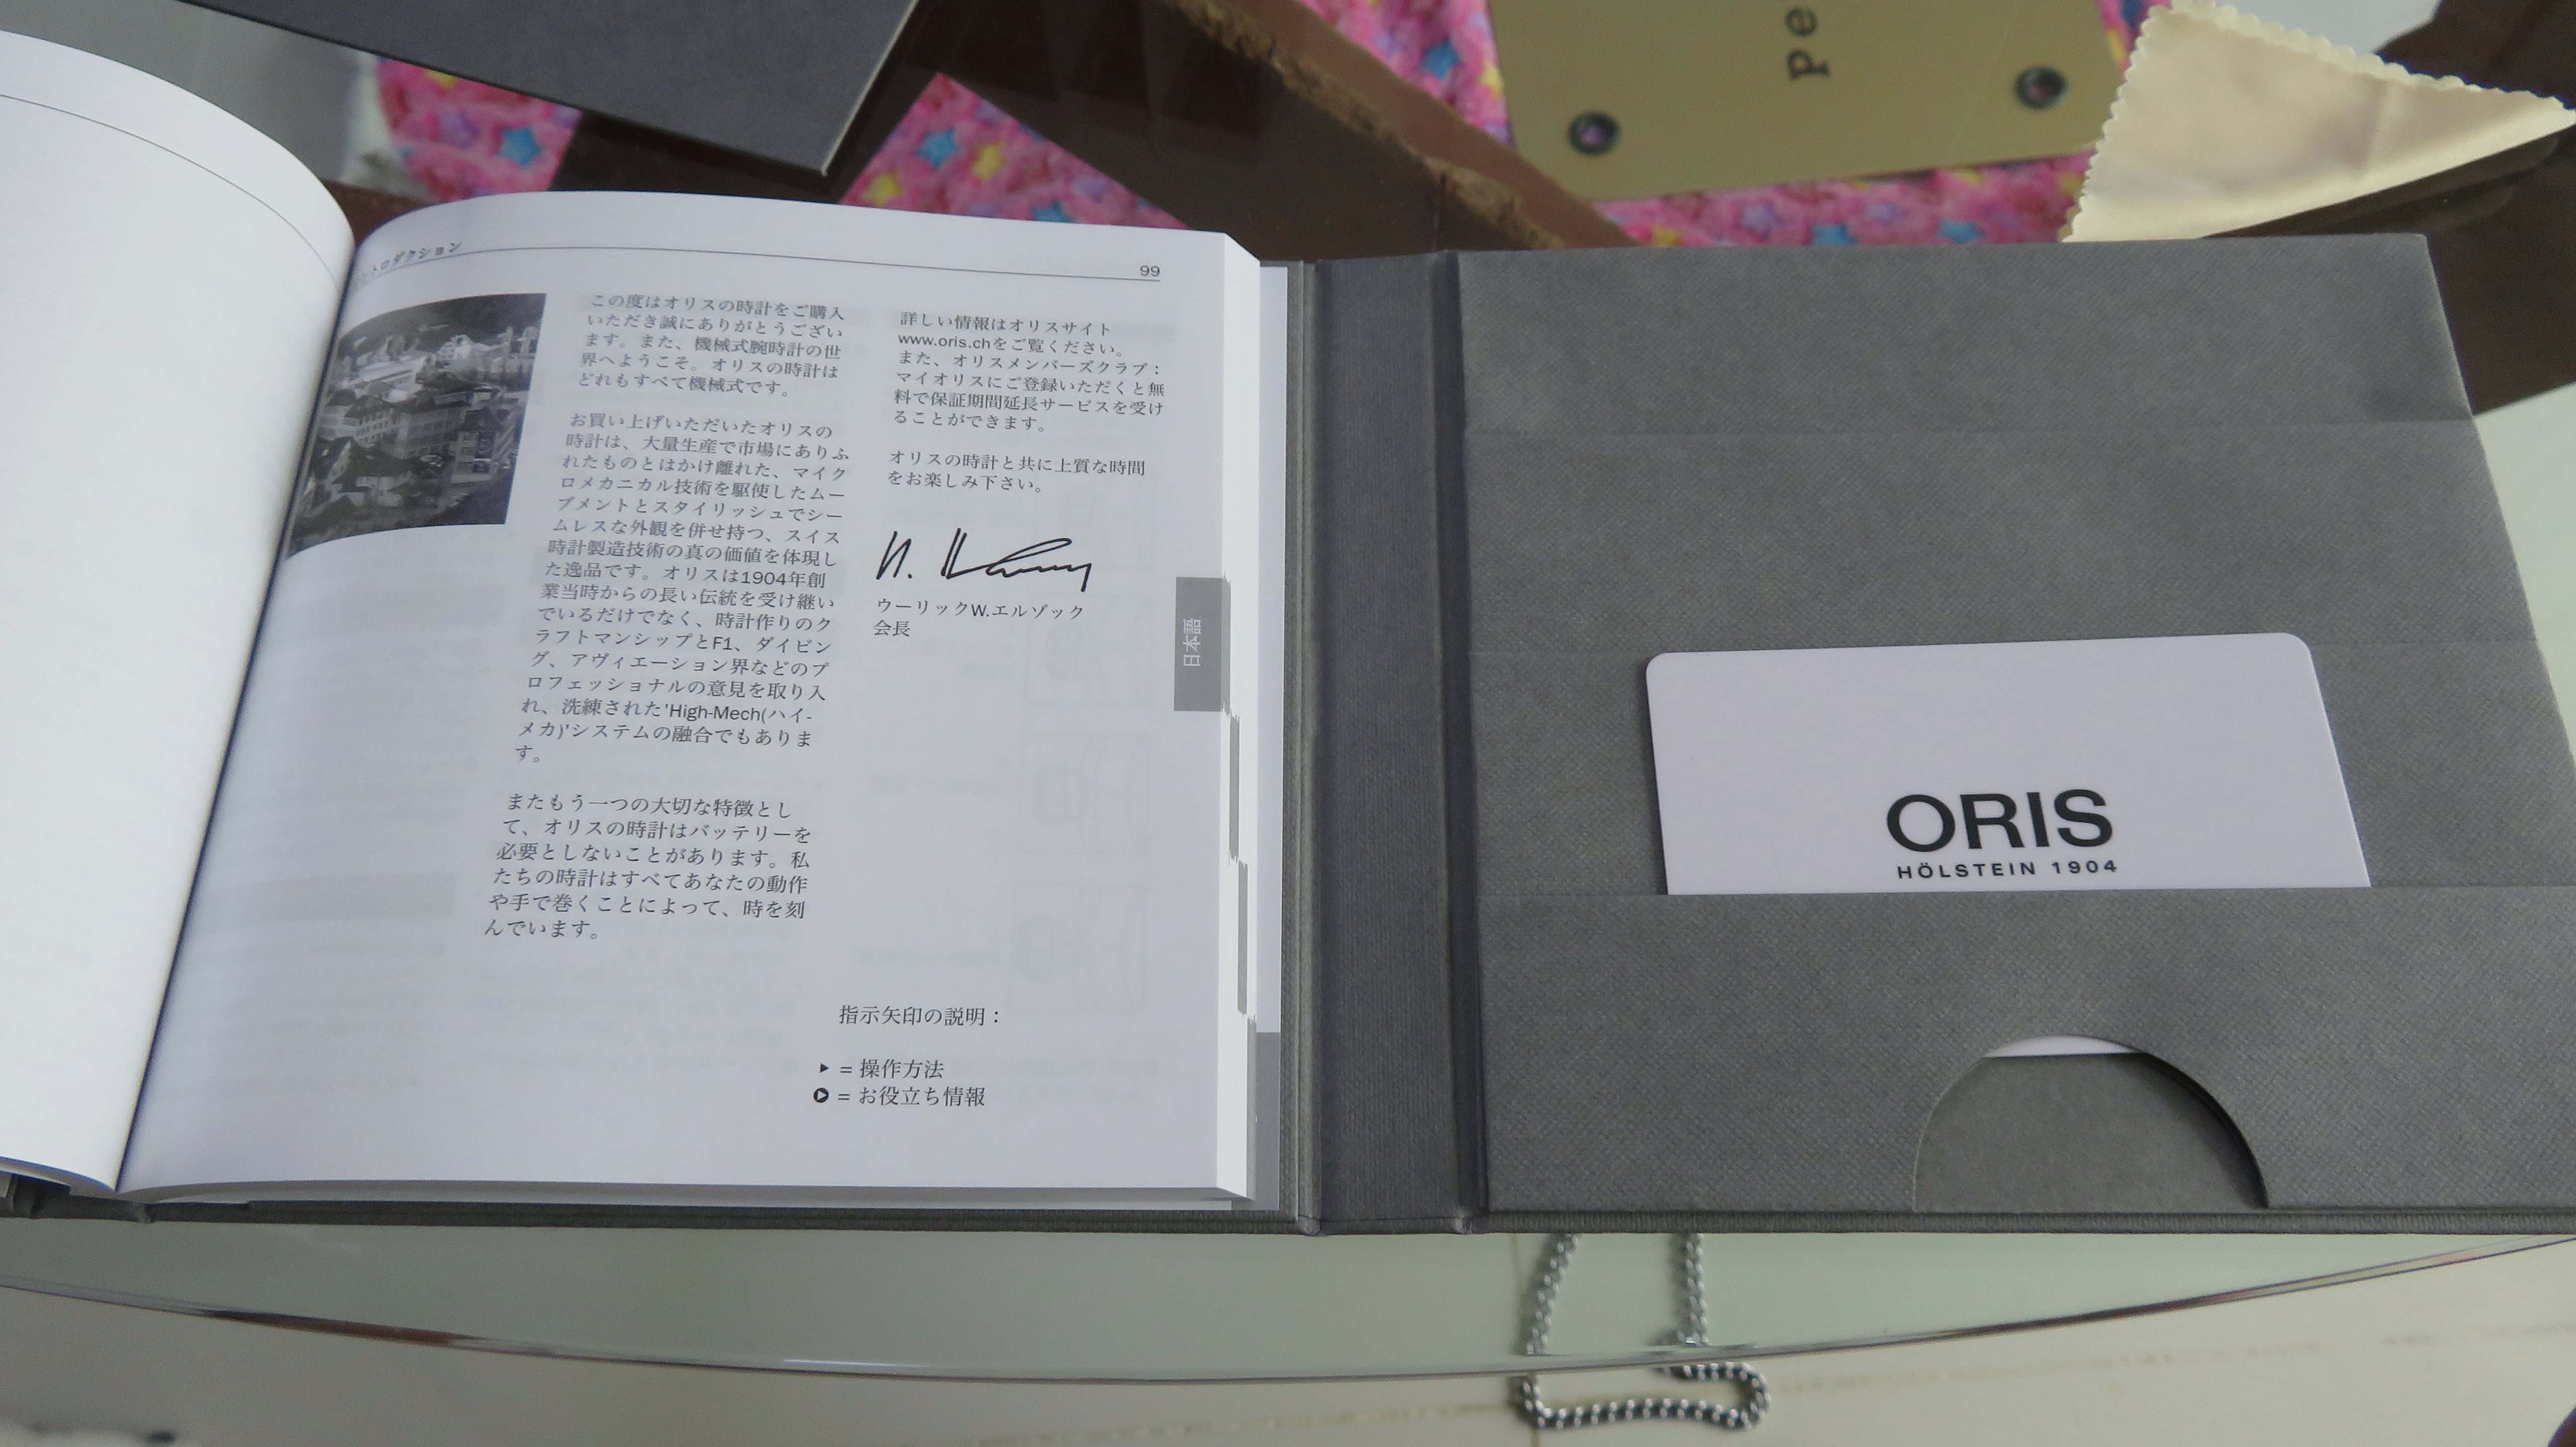 pe
ントロダクション
99
この度はオリスの時計をご購入
いただき誠にありがとうござい
ます。また、機械式腕時計の世
界へようこそ。オリスの時計は
どれもすべて機械式です。
お買い上げいただいたオリスの
時計は、大量生産で市場にありふ
れたものとはかけ離れた、マイク
ロメカニカル技術を駆使したムー
ブメントとスタイリッシュでシー
ムレスな外観を併せ持つ、スイス
時計製造技術の真の価値を体現し
た逸品です。オリスは1904年創
業当時からの長い伝統を受け継い
でいるだけでなく、時計作りのク
ラフトマンシップとF1、ダイビン
グ、アヴィエーション界などのプ
ロフェッショナルの意見を取り入
れ、洗練された'High-Mech(ハイ-
メカ)'システムの融合でもありま
す。
またもう一つの大切な特徴とし
て、オリスの時計はバッテリーを
必要としないことがあります。私
たちの時計はすべてあなたの動作
や手で巻くことによって、時を刻
んでいます。
詳しい情報はオリスサイト
www.oris.chをご覧ください。
また、オリスメンバーズクラブ：
マイオリスにご登録いただくと無
料で保証期間延長サービスを受け
ることができます。
オリスの時計と共に上質な時間
をお楽しみ下さい。
ウーリックW.エルゾック
会長
日本語
指示矢印の説明：
= 操作方法
= お役立ち情報
ORIS
HÖLSTEIN 1904